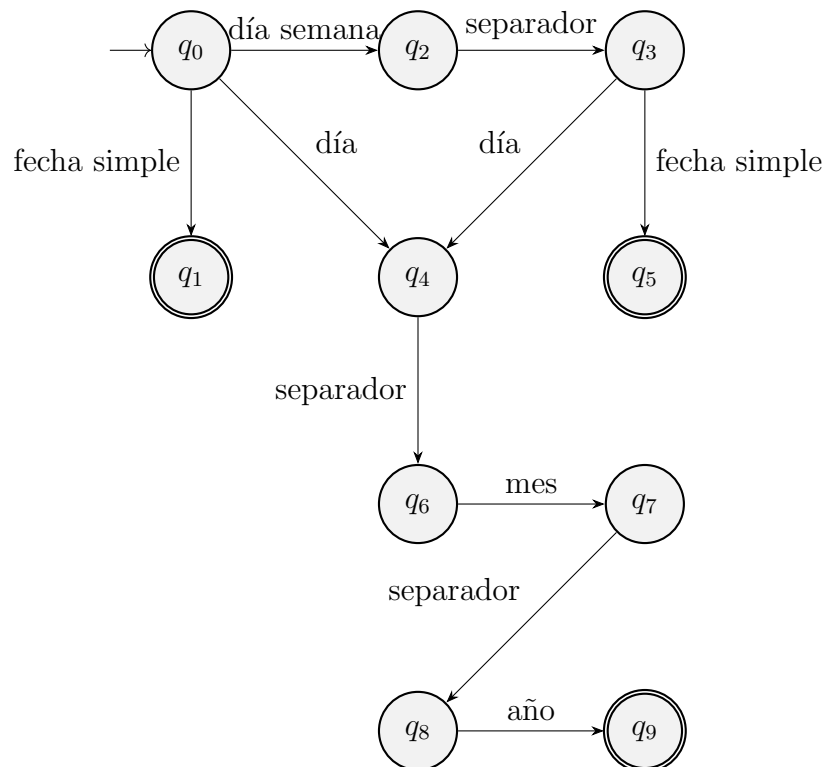 q0 día semana q2 separador q3
día día
fecha simple fecha simple
q1 q4 q5
separador
q6 mes q7
separador
q8 año q9